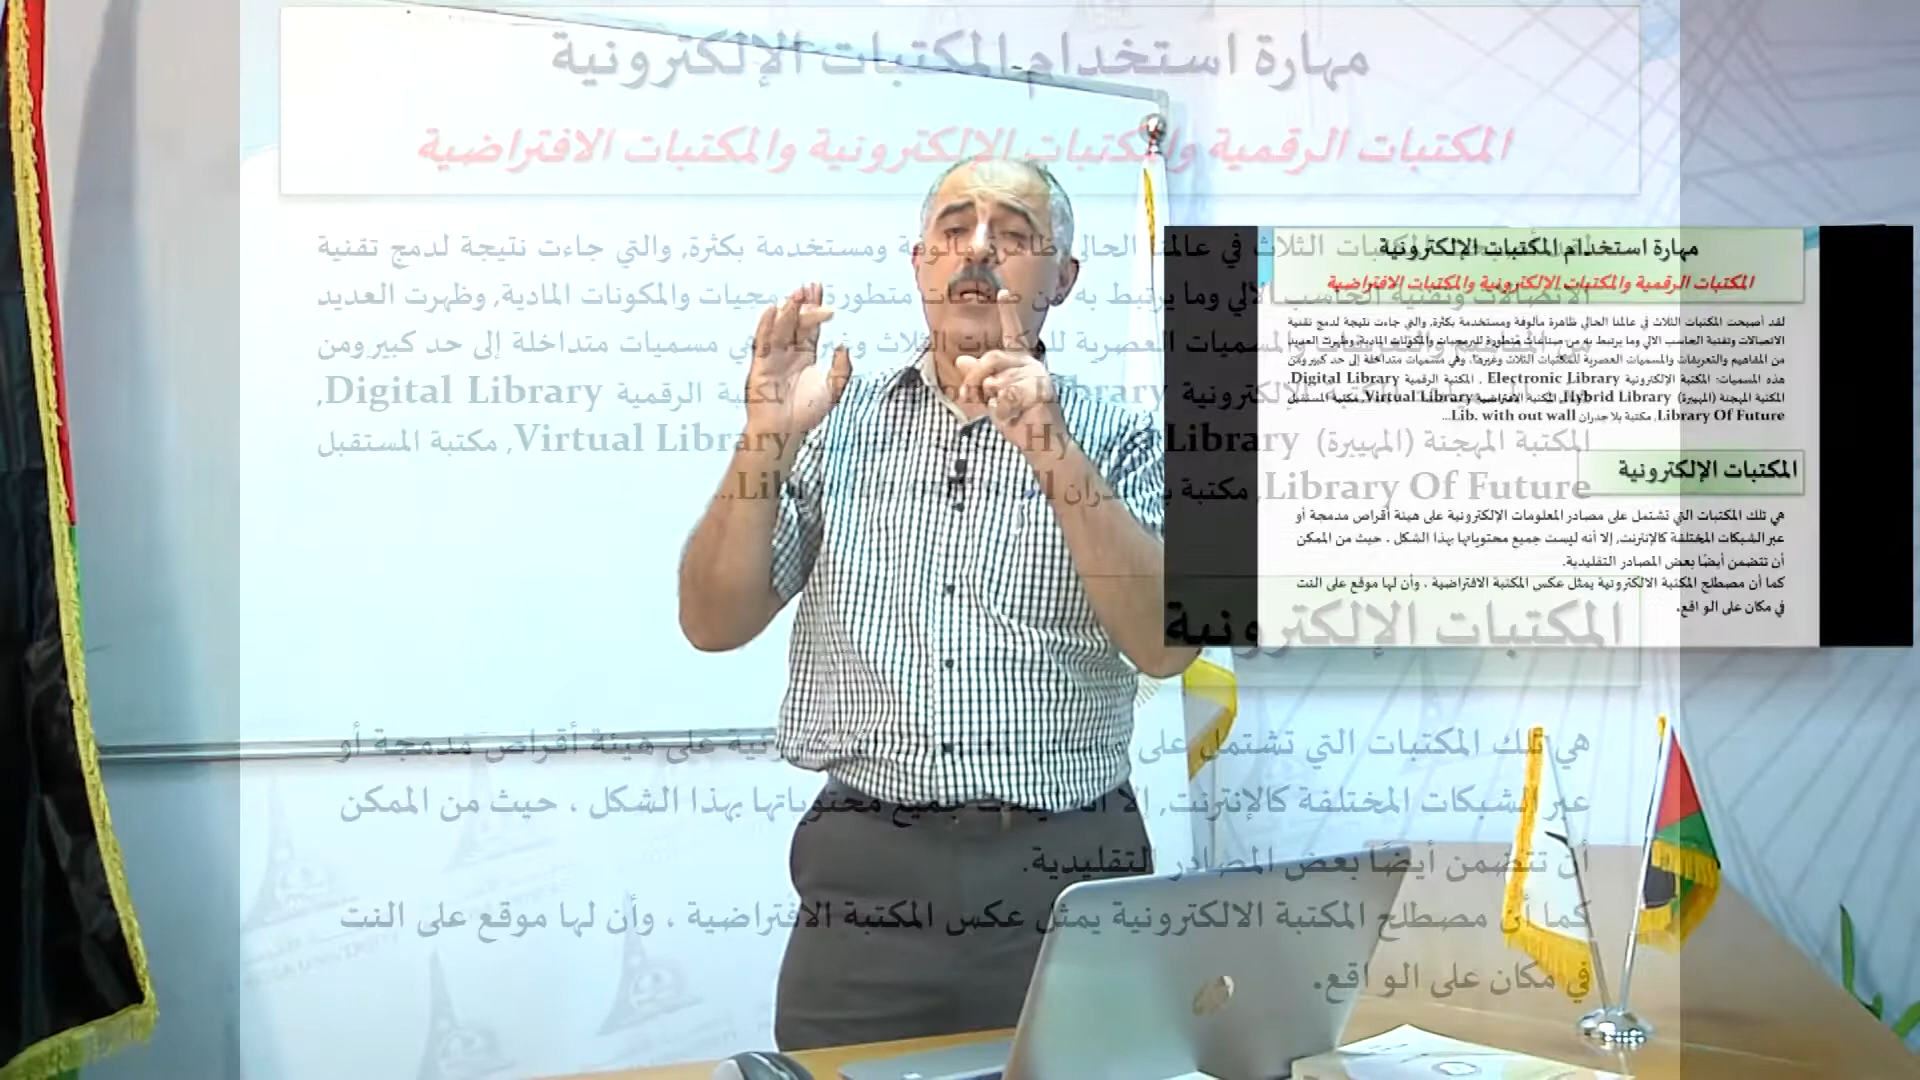 مهارة استخدام المكتبات الإلكترونية
المكتبات الرقمية والمكتبات الإلكترونية والمكتبات الافتراضية
لقد أصبحت المكتبات الثلاث في عالمنا الحالي ظاهرة مألوفة ومستخدمة بكثرة, والتي جاءت نتيجة لدمج تقنية
الاتصالات وتقنية الحاسب الالي وما يرتبط به من صناعات متطورة للبرمجيات والمكونات المادية, وظهرت العديد
من المفاهيم والتعريفات والمسميات العصرية للمكتبات الثلاث وغيرها, وهي مسميات متداخلة إلى حد كبير ومن
هذه المسميات: المكتبة الإلكترونية Electronic Library , المكتبة الرقمية Digital Library,
المكتبة المهجنة (المهيبرة) Hybrid Library, المكتبة الافتراضية Virtual Library, مكتبة المستقبل
Library Of Future, مكتبة بلا جدران Lib. with out wall...
المكتبات الإلكترونية
هي تلك المكتبات التي تشتمل على مصادر المعلومات الإلكترونية على هيئة أقراص مدمجة أو
عبر الشبكات المختلفة كالإنترنت, إلا أنه ليست جميع محتوياتها بهذا الشكل ، حيث من الممكن
أن تتضمن أيضًا بعض المصادر التقليدية.
كما أن مصطلح المكتبة الالكترونية يمثل عكس المكتبة الافتراضية ، وأن لها موقع على النت
في مكان على الواقع.